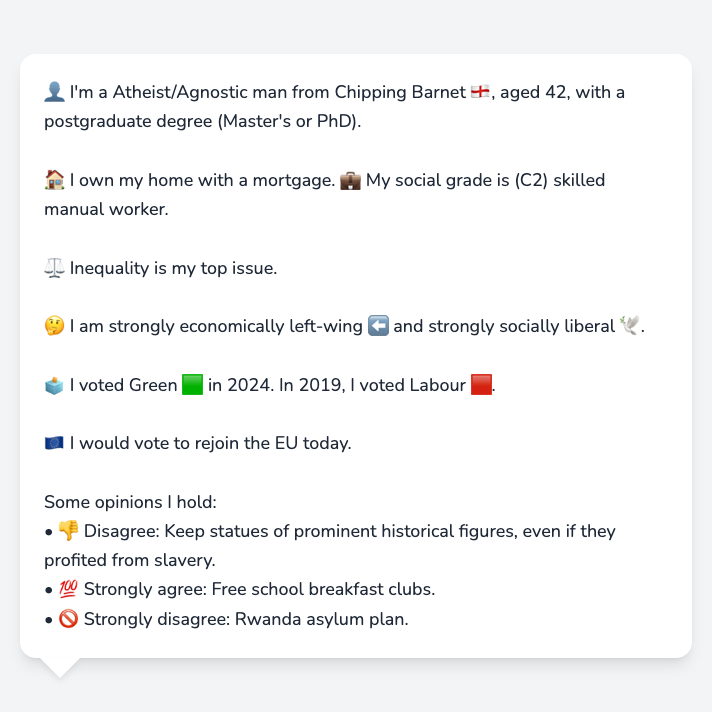 👤 I'm a Atheist/Agnostic man from Chipping Barnet 🏴󠁧󠁢󠁥󠁮󠁧󠁿, aged 42, with a
postgraduate degree (Master's or PhD).
🏠 I own my home with a mortgage. 💼 My social grade is (C2) skilled
manual worker.
⚖️ Inequality is my top issue.
🤔 I am strongly economically left-wing ⬅️ and strongly socially liberal 🕊️.
🗳️ I voted Green 🟩 in 2024. In 2019, I voted Labour 🟥.
🇪🇺 I would vote to rejoin the EU today.
Some opinions I hold:
• 👎 Disagree: Keep statues of prominent historical figures, even if they
profited from slavery.
• 💯 Strongly agree: Free school breakfast clubs.
• 🚫 Strongly disagree: Rwanda asylum plan.